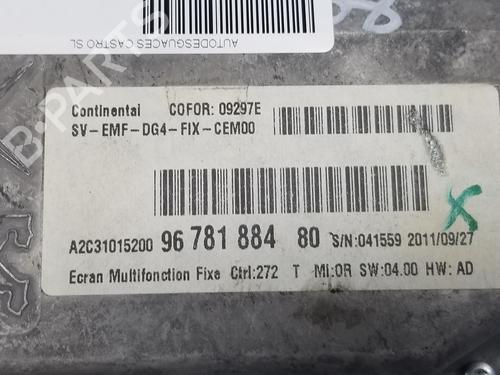 AUTODESGUACES CASTRO SL
B-PARTS
Continental COFOR: 09297E
SV-EMF-DG4-FIX-CEM00
A2C31015200 96 781 884 80 S/N:041559 2011/09/27
Ecran Multifonction Fixe Ctrl:272 T MI:OR SW:04.00 HW: AD